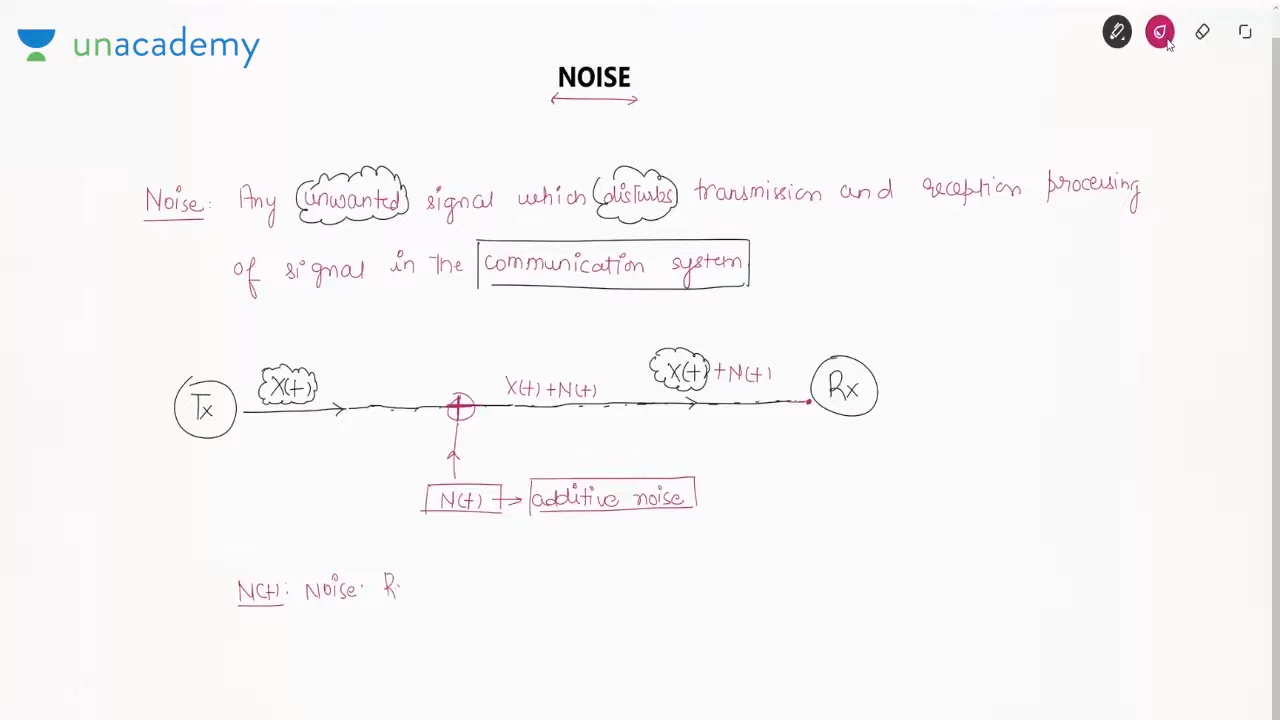 unacademy
NOISE
Noise: Any unwanted signal which disturbs transmission and reception processing
of signal in the communication system
X(t)
X(t) + N(t)
X(t) + N(t)
Tx
Rx
N(t) → additive noise
N(t): Noise: R